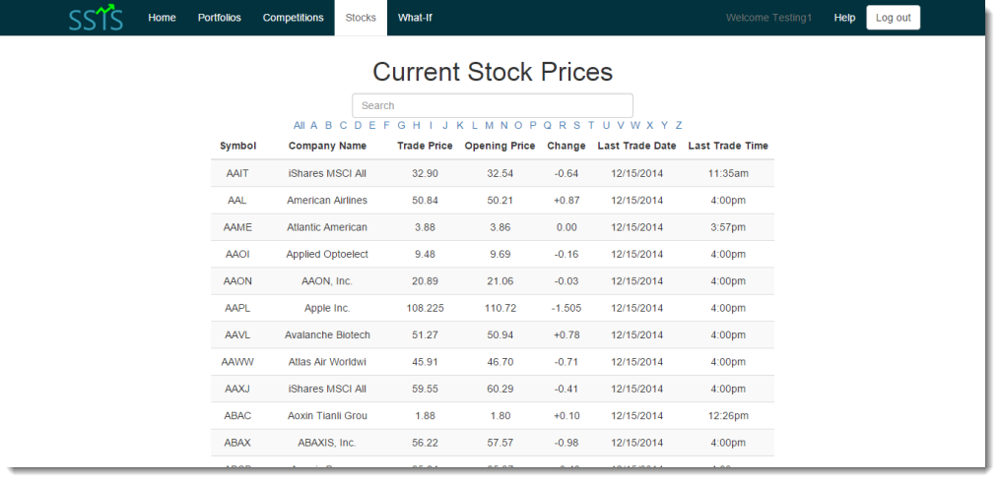 SSTS Home Portfolios Competitions Stocks What-If Welcome Testing1 Help Log out
Current Stock Prices
Search
All A B C D E F G H I J K L M N O P Q R S T U V W X Y Z
Symbol Company Name Trade Price Opening Price Change Last Trade Date Last Trade Time
AAIT iShares MSCI All 32.90 32.54 -0.64 12/15/2014 11:35am
AAL American Airlines 50.84 50.21 +0.87 12/15/2014 4:00pm
AAME Atlantic American 3.88 3.86 0.00 12/15/2014 3:57pm
AAOI Applied Optoelect 9.48 9.69 -0.16 12/15/2014 4:00pm
AAON AAON, Inc. 20.89 21.06 -0.03 12/15/2014 4:00pm
AAPL Apple Inc. 108.225 110.72 -1.505 12/15/2014 4:00pm
AAVL Avalanche Biotech 51.27 50.94 +0.78 12/15/2014 4:00pm
AAWW Atlas Air Worldwi 45.91 46.70 -0.71 12/15/2014 4:00pm
AAXJ iShares MSCI All 59.55 60.29 -0.41 12/15/2014 4:00pm
ABAC Aoxin Tianli Grou 1.88 1.80 +0.10 12/15/2014 12:26pm
ABAX ABAXIS, Inc. 56.22 57.57 -0.98 12/15/2014 4:00pm